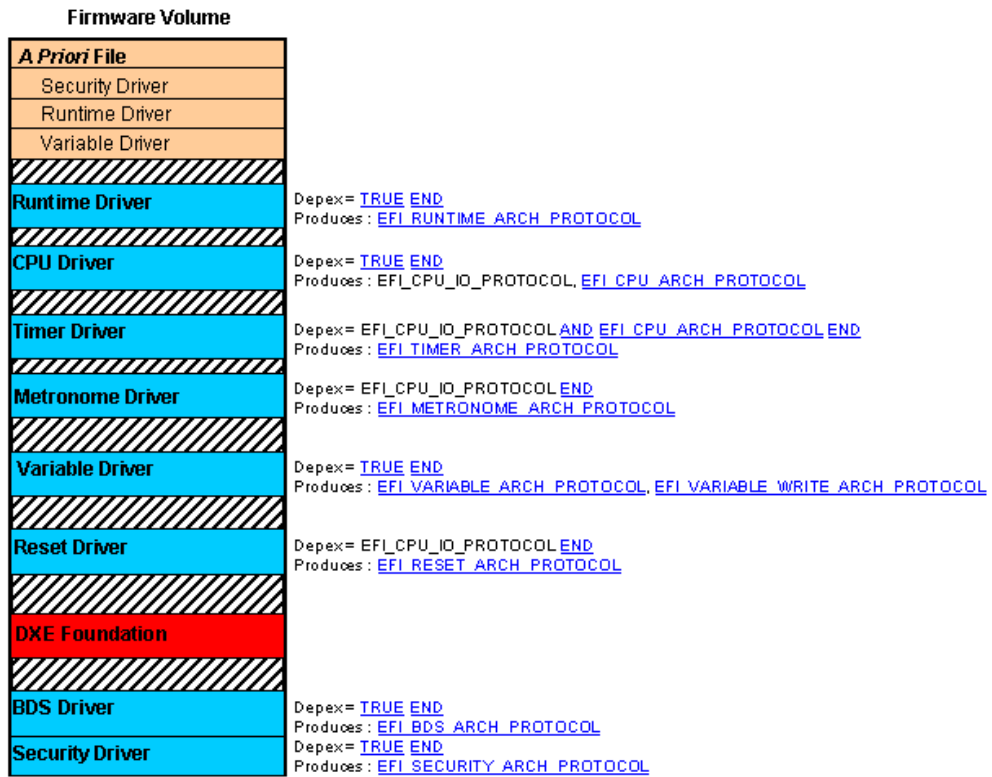 Firmware Volume
A Priori File
Security Driver
Runtime Driver
Variable Driver
Runtime Driver
Depex= TRUE END
Produces : EFI_RUNTIME_ARCH_PROTOCOL
CPU Driver
Depex= TRUE END
Produces : EFI_CPU_IO_PROTOCOL, EFI_CPU_ARCH_PROTOCOL
Timer Driver
Depex= EFI_CPU_IO_PROTOCOL AND EFI_CPU_ARCH_PROTOCOL END
Produces : EFI_TIMER_ARCH_PROTOCOL
Metronome Driver
Depex= EFI_CPU_IO_PROTOCOL END
Produces : EFI_METRONOME_ARCH_PROTOCOL
Variable Driver
Depex= TRUE END
Produces : EFI_VARIABLE_ARCH_PROTOCOL, EFI_VARIABLE_WRITE_ARCH_PROTOCOL
Reset Driver
Depex= EFI_CPU_IO_PROTOCOL END
Produces : EFI_RESET_ARCH_PROTOCOL
DXE Foundation
BDS Driver
Depex= TRUE END
Produces : EFI_BDS_ARCH_PROTOCOL
Security Driver
Depex= TRUE END
Produces : EFI_SECURITY_ARCH_PROTOCOL